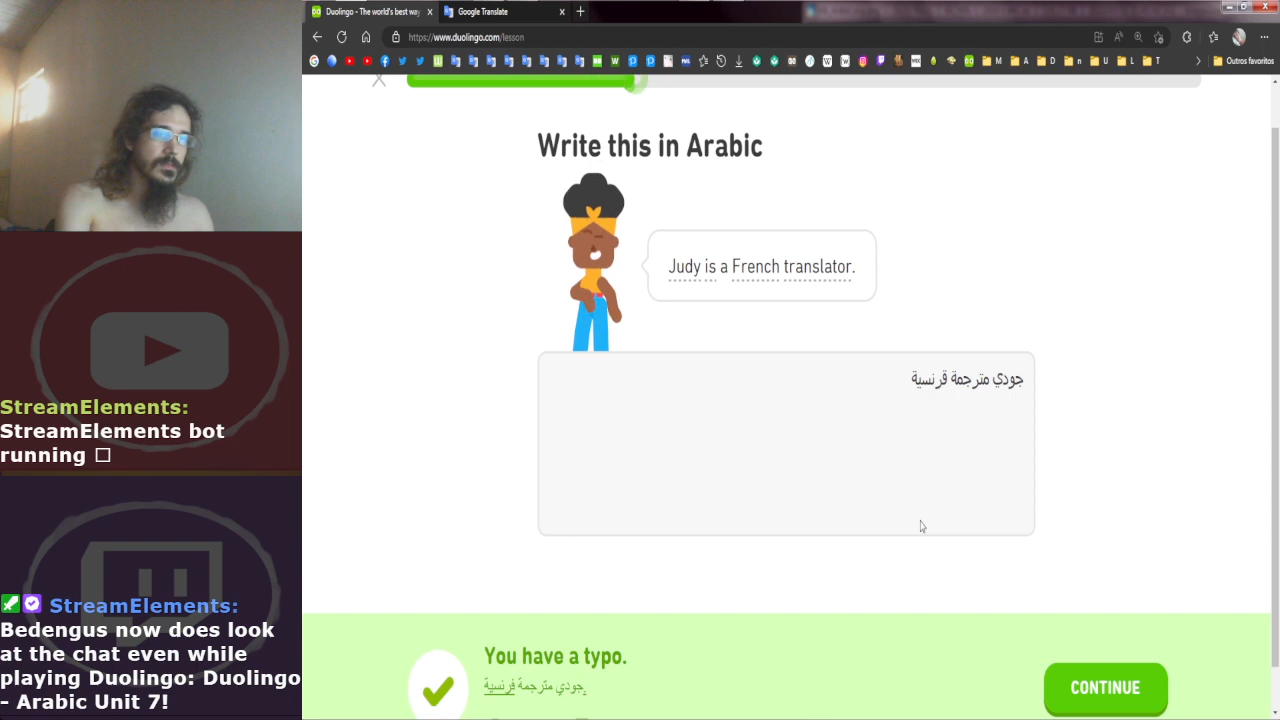 Duolingo - The world's best way
Google Translate
https://www.duolingo.com/lesson
M
A
D
n
U
L
T
Outros favoritos
Write this in Arabic
Judy is a French translator.
جودي مترجمة قرنسية
StreamElements:
StreamElements bot
running
StreamElements:
Bedengus now does look
at the chat even while
playing Duolingo: Duolingo
- Arabic Unit 7!
You have a typo.
جودي مترجمة فرنسية.
CONTINUE